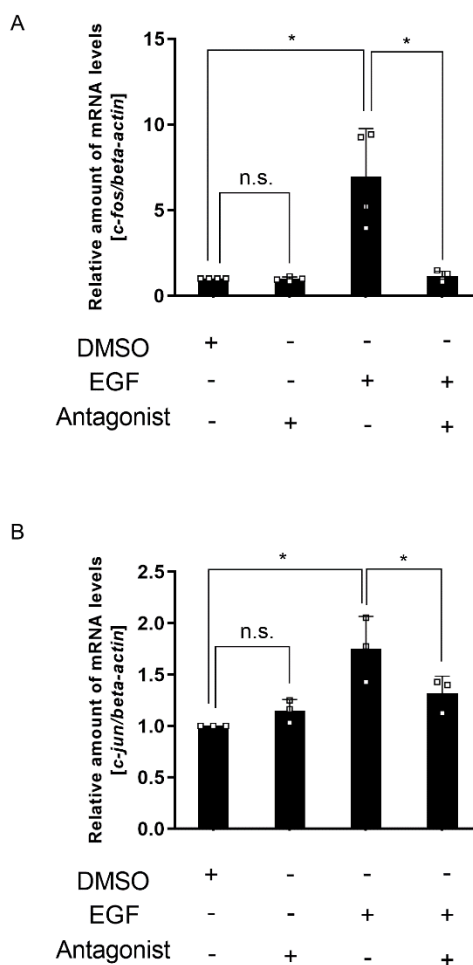 A
Relative amount of mRNA levels
[c-fos/beta-actin]
15
10
5
0
*
*
n.s.
DMSO + - - -
EGF - - + +
Antagonist - + - +
B
Relative amount of mRNA levels
[c-jun/beta-actin]
2.5
2.0
1.5
1.0
0.5
0.0
*
*
n.s.
DMSO + - - -
EGF - - + +
Antagonist - + - +